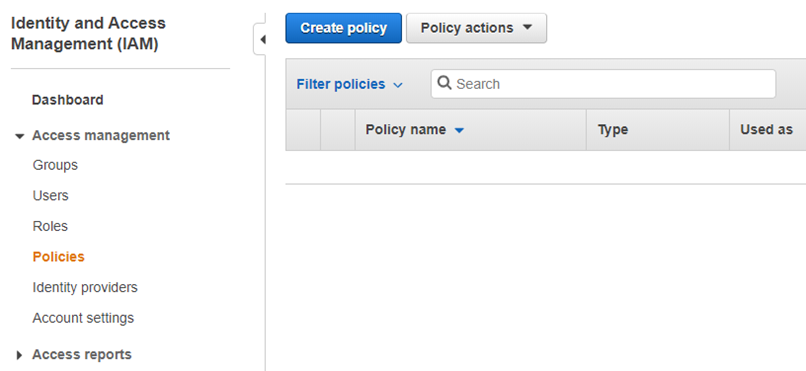 Identity and Access
Management (IAM)
Dashboard
Access management
Groups
Users
Roles
Policies
Identity providers
Account settings
Access reports
Create policy
Policy actions
Filter policies
Search
Policy name
Type
Used as